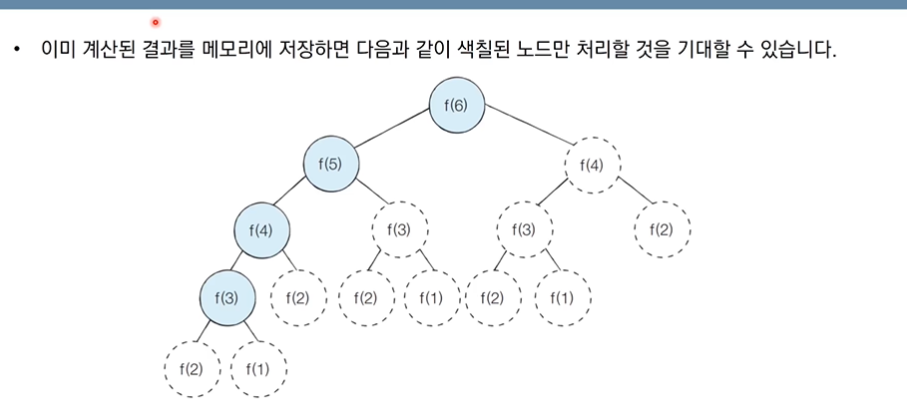 • 이미 계산된 결과를 메모리에 저장하면 다음과 같이 색칠된 노드만 처리할 것을 기대할 수 있습니다.
f(6)
f(5) f(4)
f(4) f(3) f(3) f(2)
f(3) f(2) f(2) f(1) f(2) f(1)
f(2) f(1)